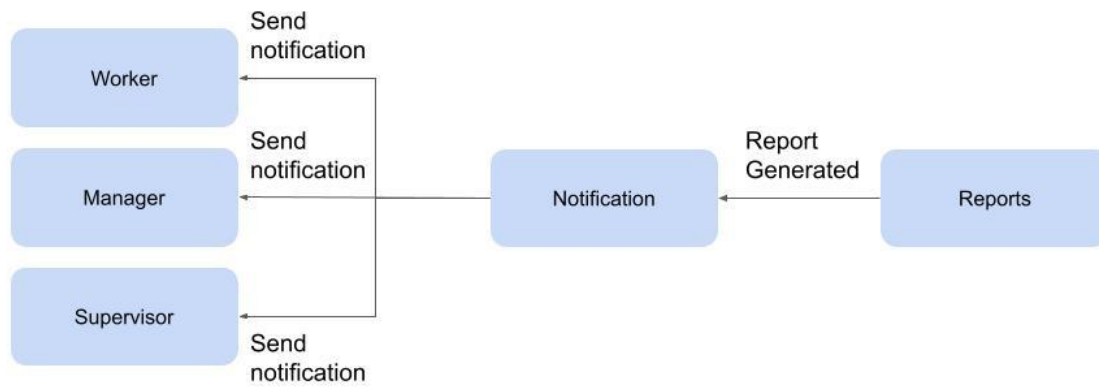 Send
notification
Worker
Send
notification
Manager
Report
Generated
Notification
Reports
Supervisor
Send
notification